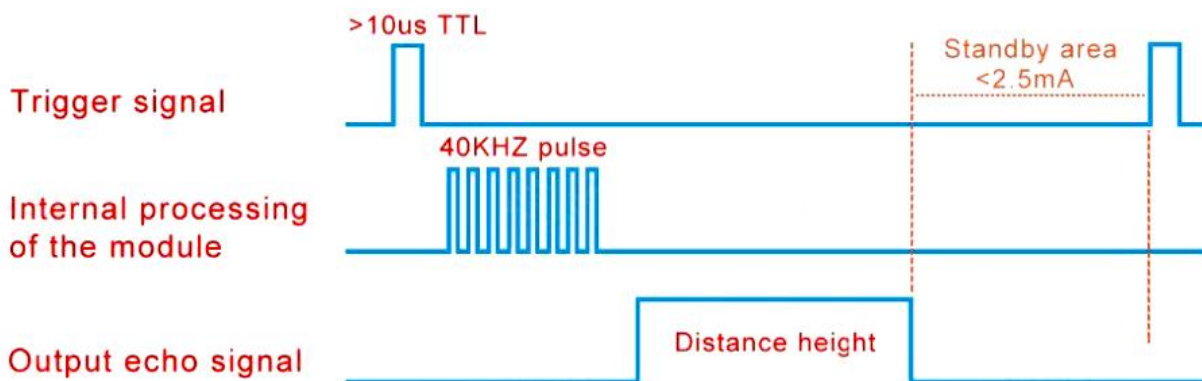 >10us TTL
Standby area
<2.5mA
Trigger signal
40KHZ pulse
Internal processing
of the module
Distance height
Output echo signal